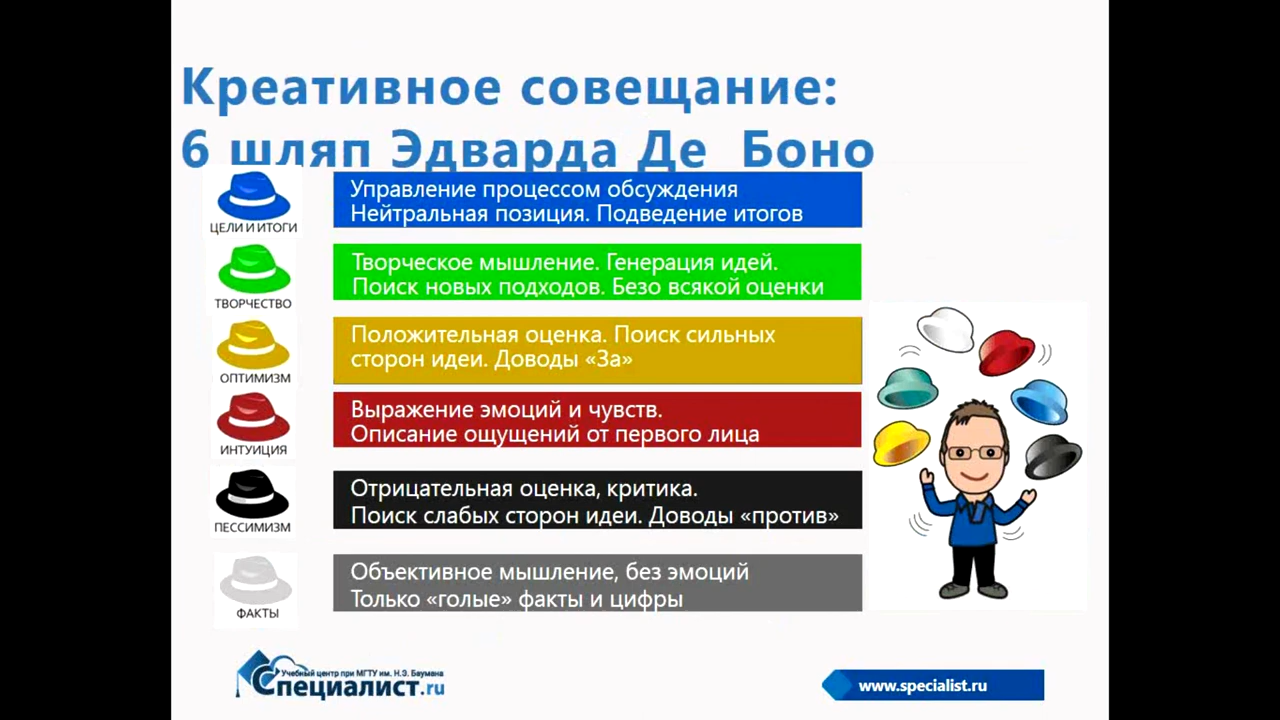 Креативное совещание:
6 шляп Эдварда Де Боно
ЦЕЛИ И ИТОГИ
Управление процессом обсуждения
Нейтральная позиция. Подведение итогов
ТВОРЧЕСТВО
Творческое мышление. Генерация идей.
Поиск новых подходов. Безо всякой оценки
ОПТИМИЗМ
Положительная оценка. Поиск сильных
сторон идеи. Доводы «За»
ИНТУИЦИЯ
Выражение эмоций и чувств.
Описание ощущений от первого лица
ПЕССИМИЗМ
Отрицательная оценка, критика.
Поиск слабых сторон идеи. Доводы «против»
ФАКТЫ
Объективное мышление, без эмоций
Только «голые» факты и цифры
Учебный центр при МГТУ им. Н.Э. Баумана
Специалист.ru
www.specialist.ru